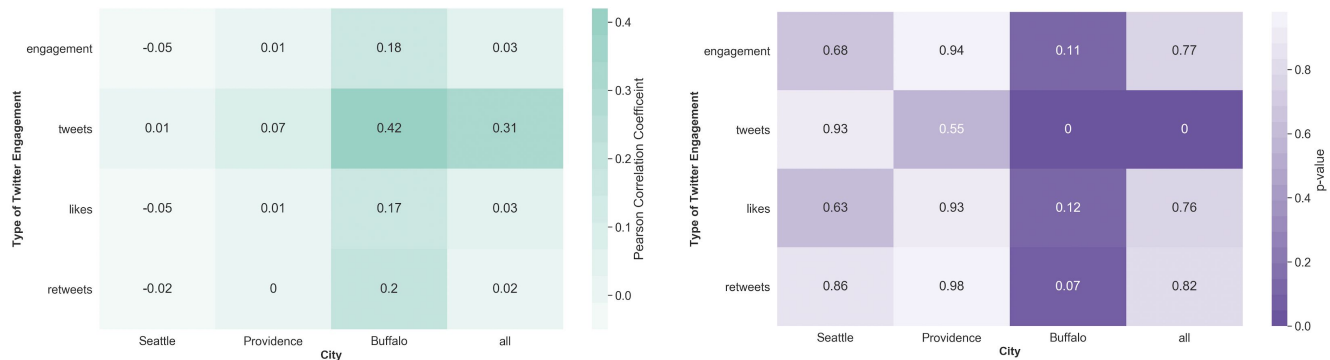 engagement -0.05 0.01 0.18 0.03
tweets 0.01 0.07 0.42 0.31
likes -0.05 0.01 0.17 0.03
retweets -0.02 0 0.2 0.02
Seattle Providence Buffalo all
City
Type of Twitter Engagement
0.4
0.3
0.2
0.1
0.0
Pearson Correlation Coefficeint
engagement 0.68 0.94 0.11 0.77
tweets 0.93 0.55 0 0
likes 0.63 0.93 0.12 0.76
retweets 0.86 0.98 0.07 0.82
Seattle Providence Buffalo all
City
Type of Twitter Engagement
0.8
0.6
0.4
0.2
0.0
p-value